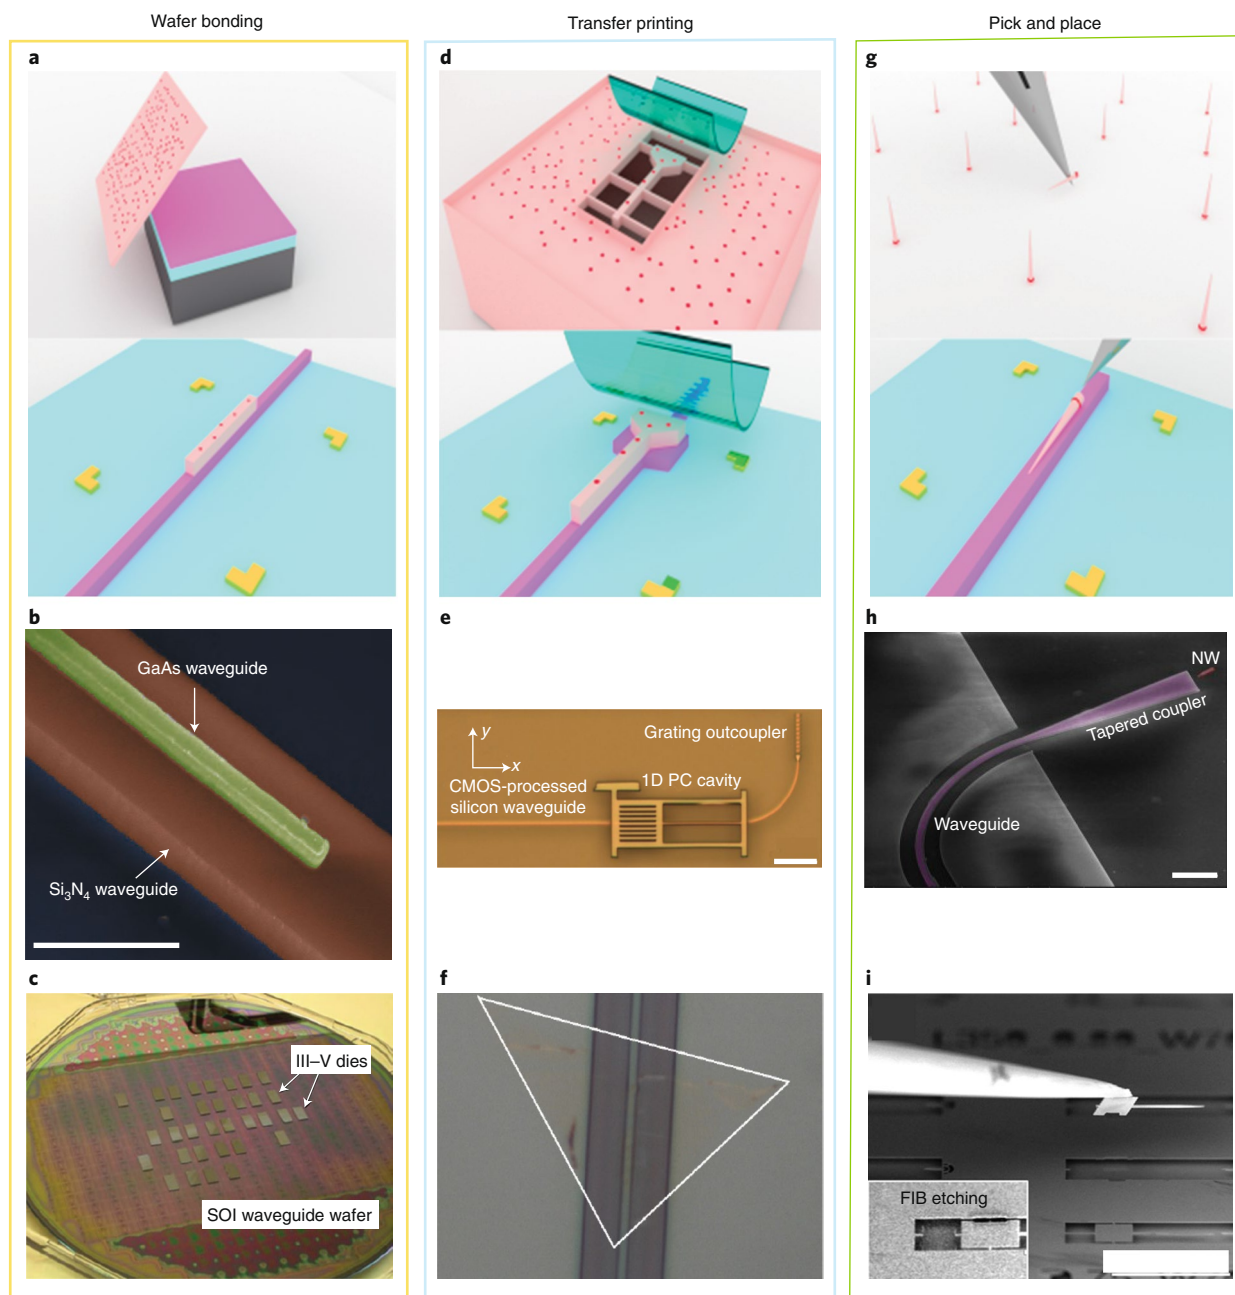 Wafer bonding
Transfer printing
Pick and place
a
d
g
b
GaAs waveguide
Si₃N₄ waveguide
e
y
x
Grating outcoupler
CMOS-processed
silicon waveguide
1D PC cavity
h
NW
Tapered coupler
Waveguide
c
III–V dies
SOI waveguide wafer
f
i
FIB etching